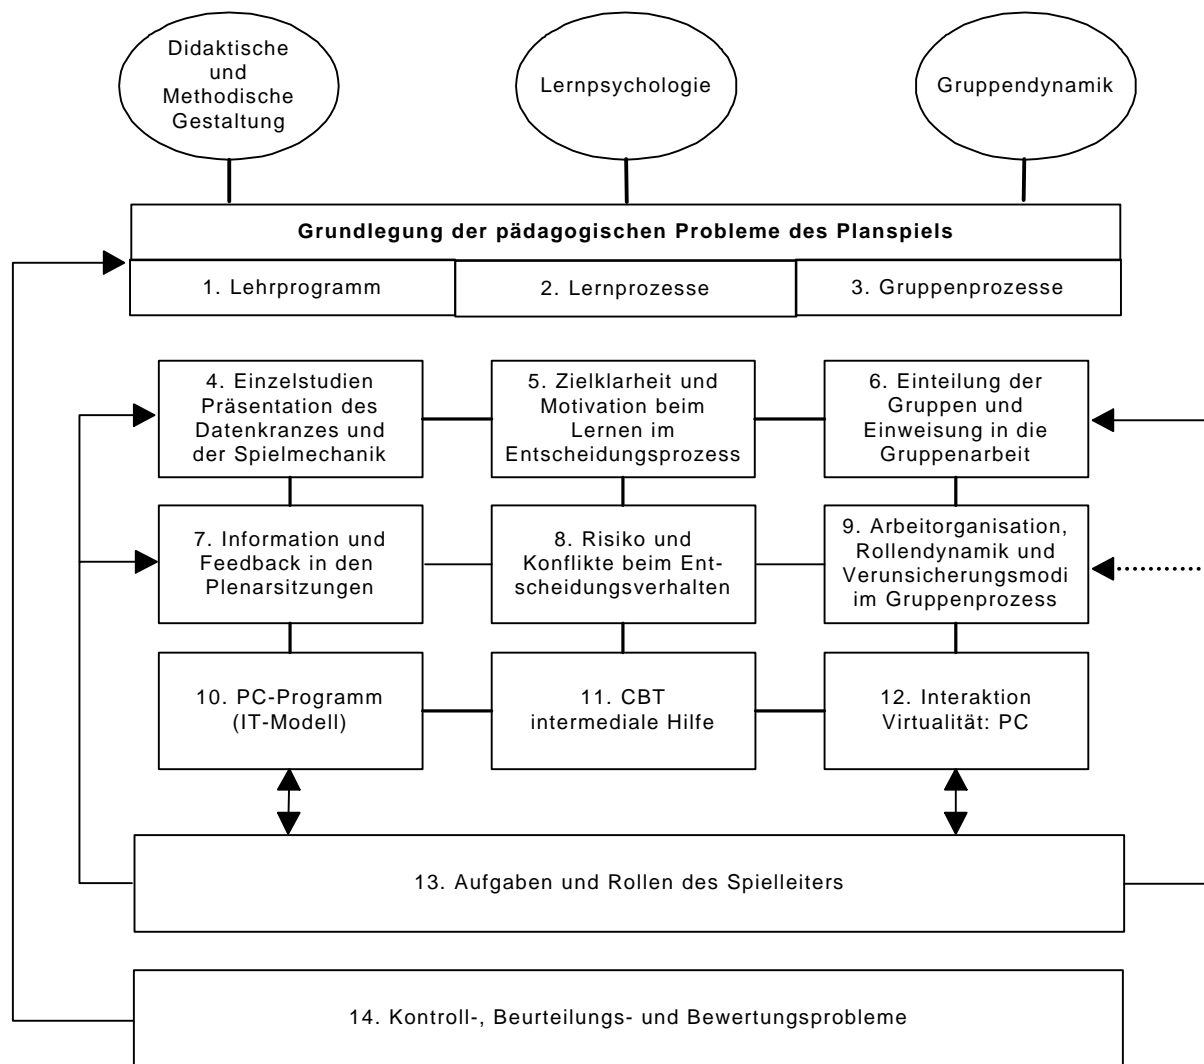 Didaktische
und
Methodische
Gestaltung
Lernpsychologie
Gruppendynamik
Grundlegung der pädagogischen Probleme des Planspiels
1. Lehrprogramm
2. Lernprozesse
3. Gruppenprozesse
4. Einzelstudien
Präsentation des
Datenkranzes und
der Spielmechanik
5. Zielklarheit und
Motivation beim
Lernen im
Entscheidungsprozess
6. Einteilung der
Gruppen und
Einweisung in die
Gruppenarbeit
7. Information und
Feedback in den
Plenarsitzungen
8. Risiko und
Konflikte beim Ent-
scheidungsverhalten
9. Arbeitorganisation,
Rollendynamik und
Verunsicherungsmodi
im Gruppenprozess
10. PC-Programm
(IT-Modell)
11. CBT
intermediale Hilfe
12. Interaktion
Virtualität: PC
13. Aufgaben und Rollen des Spielleiters
14. Kontroll-, Beurteilungs- und Bewertungsprobleme